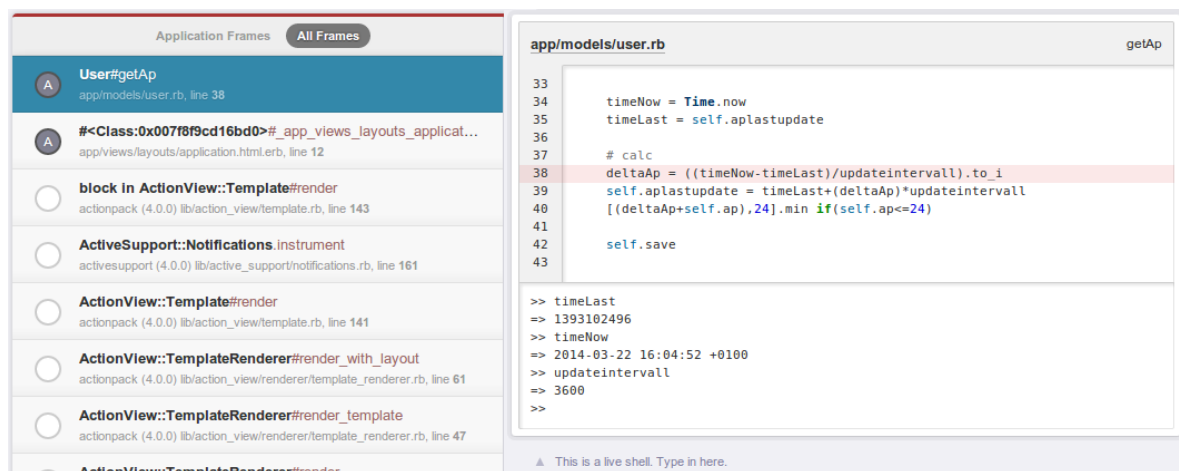 Application Frames All Frames
A User#getAp
app/models/user.rb, line 38
A #<Class:0x007f8f9cd16bd0>#_app_views_layouts_applicat...
app/views/layouts/application.html.erb, line 12
block in ActionView::Template#render
actionpack (4.0.0) lib/action_view/template.rb, line 143
ActiveSupport::Notifications.instrument
activesupport (4.0.0) lib/active_support/notifications.rb, line 161
ActionView::Template#render
actionpack (4.0.0) lib/action_view/template.rb, line 141
ActionView::TemplateRenderer#render_with_layout
actionpack (4.0.0) lib/action_view/renderer/template_renderer.rb, line 61
ActionView::TemplateRenderer#render_template
actionpack (4.0.0) lib/action_view/renderer/template_renderer.rb, line 47
ActionView::TemplateRenderer#render
app/models/user.rb getAp
33
34 timeNow = Time.now
35 timeLast = self.aplastupdate
36
37 # calc
38 deltaAp = ((timeNow-timeLast)/updateintervall).to_i
39 self.aplastupdate = timeLast+(deltaAp)*updateintervall
40 [(deltaAp+self.ap),24].min if(self.ap<=24)
41
42 self.save
43
>> timeLast
=> 1393102496
>> timeNow
=> 2014-03-22 16:04:52 +0100
>> updateintervall
=> 3600
>>
This is a live shell. Type in here.